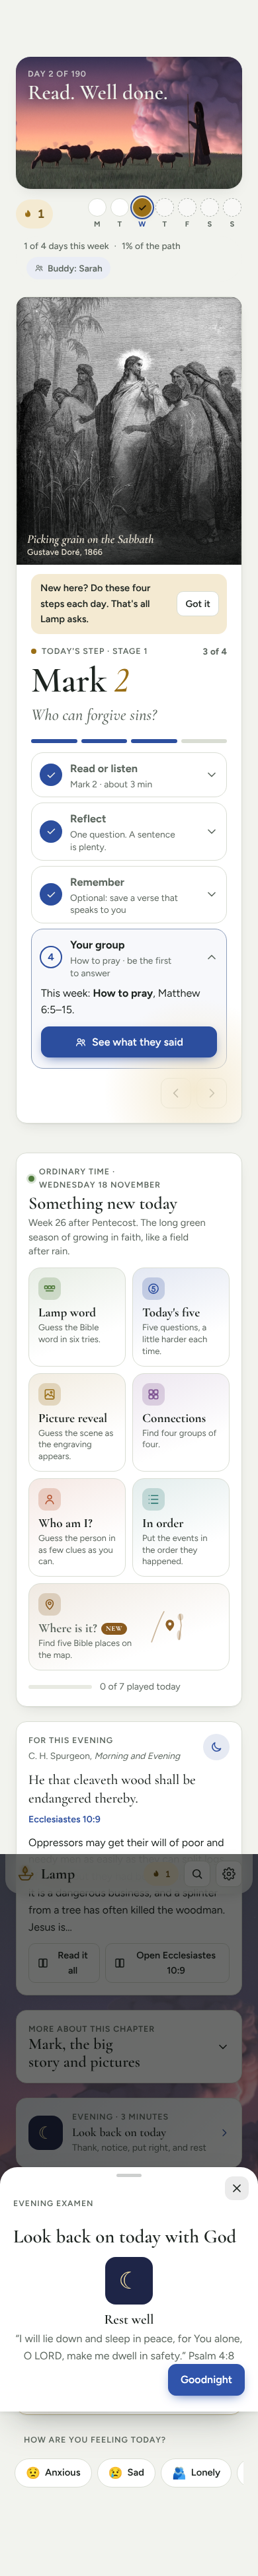 DAY 2 OF 190
Read. Well done.
1
M T W T F S S
1 of 4 days this week · 1% of the path
Buddy: Sarah
Picking grain on the Sabbath
Gustave Doré, 1866
New here? Do these four
steps each day. That's all
Lamp asks.
Got it
TODAY'S STEP · STAGE 1
3 of 4
Mark 2
Who can forgive sins?
Read or listen
Mark 2 · about 3 min
Reflect
One question. A sentence
is plenty.
Remember
Optional: save a verse that
speaks to you
4
Your group
How to pray · be the first
to answer
This week: How to pray, Matthew
6:5–15.
See what they said
ORDINARY TIME ·
WEDNESDAY 18 NOVEMBER
Something new today
Week 26 after Pentecost. The long green
season of growing in faith, like a field
after rain.
Lamp word
Guess the Bible
word in six tries.
Today's five
Five questions, a
little harder each
time.
Picture reveal
Guess the scene as
the engraving
appears.
Connections
Find four groups of
four.
Who am I?
Guess the person in
as few clues as you
can.
In order
Put the events in
the order they
happened.
Where is it? NEW
Find five Bible places on
the map.
0 of 7 played today
FOR THIS EVENING
C. H. Spurgeon, Morning and Evening
He that cleaveth wood shall be
endangered thereby.
Ecclesiastes 10:9
Oppressors may get their will of poor and
Lamp
1
it is a dangerous business, and a splinter
from a tree has often killed the woodman.
Jesus is...
Read it
all
Open Ecclesiastes
10:9
MORE ABOUT THIS CHAPTER
Mark, the big
story and pictures
EVENING · 3 MINUTES
Look back on today
Thank, notice, put right, and rest
EVENING EXAMEN
Look back on today with God
Rest well
“I will lie down and sleep in peace, for You alone,
O LORD, make me dwell in safety.” Psalm 4:8
Goodnight
HOW ARE YOU FEELING TODAY?
Anxious
Sad
Lonely